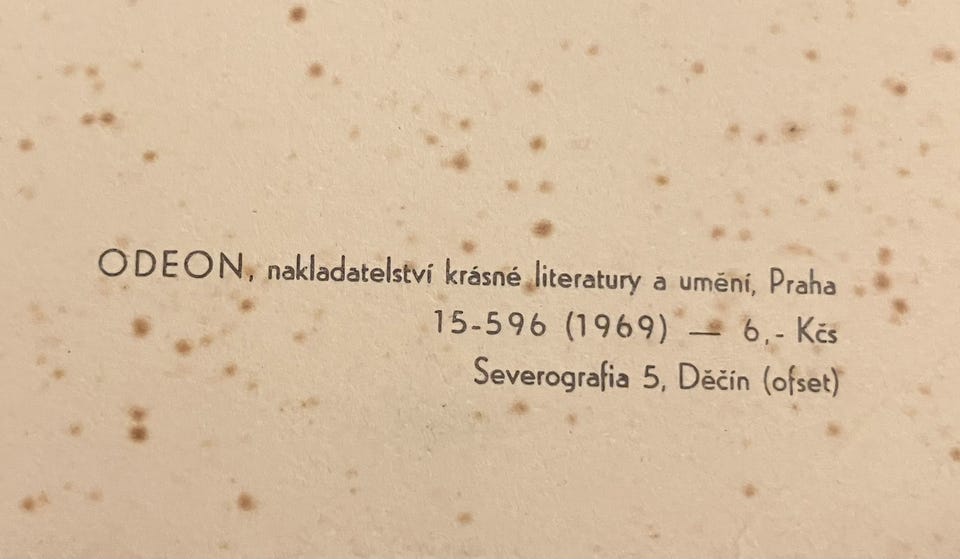 ODEON, nakladatelství krásné literatury a umění, Praha
15-596 (1969) — 6,- Kčs
Severografia 5, Děčín (ofset)